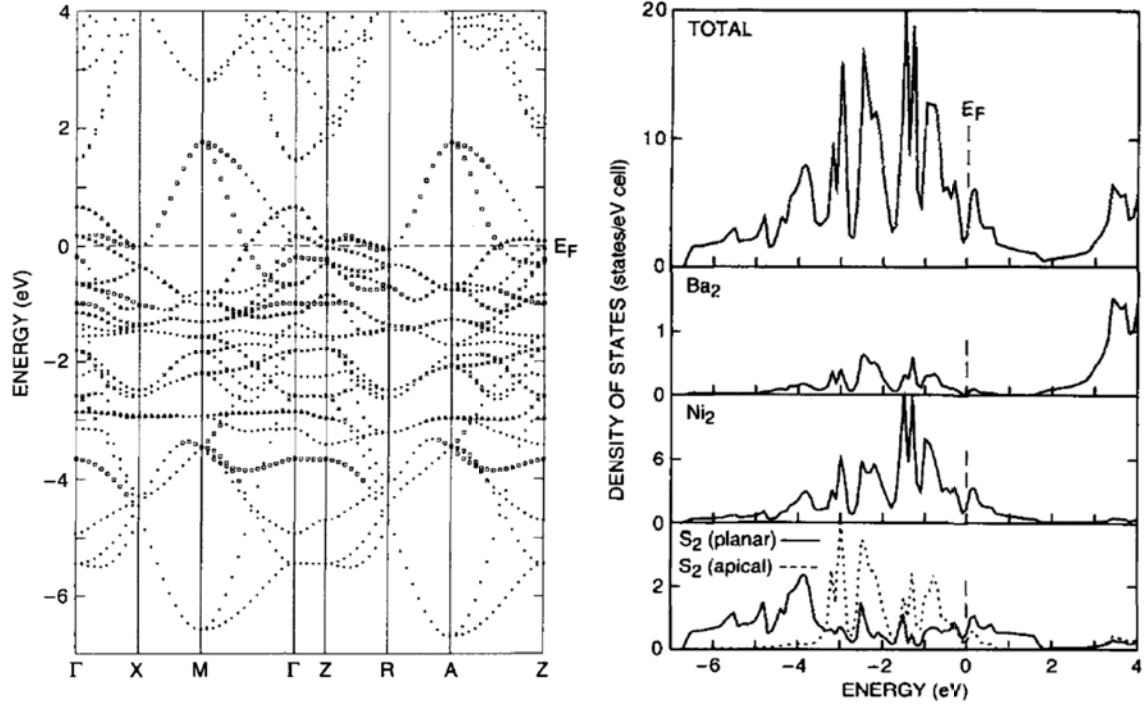 ENERGY (eV)
4
2
0
−2
−4
−6
E_F
Γ X M Γ Z R A Z
DENSITY OF STATES (states/eV cell)
TOTAL
20
10
0
E_F
Ba₂
1
0
Ni₂
6
0
S₂ (planar)
S₂ (apical)
2
0
−6 −4 −2 0 2 4
ENERGY (eV)